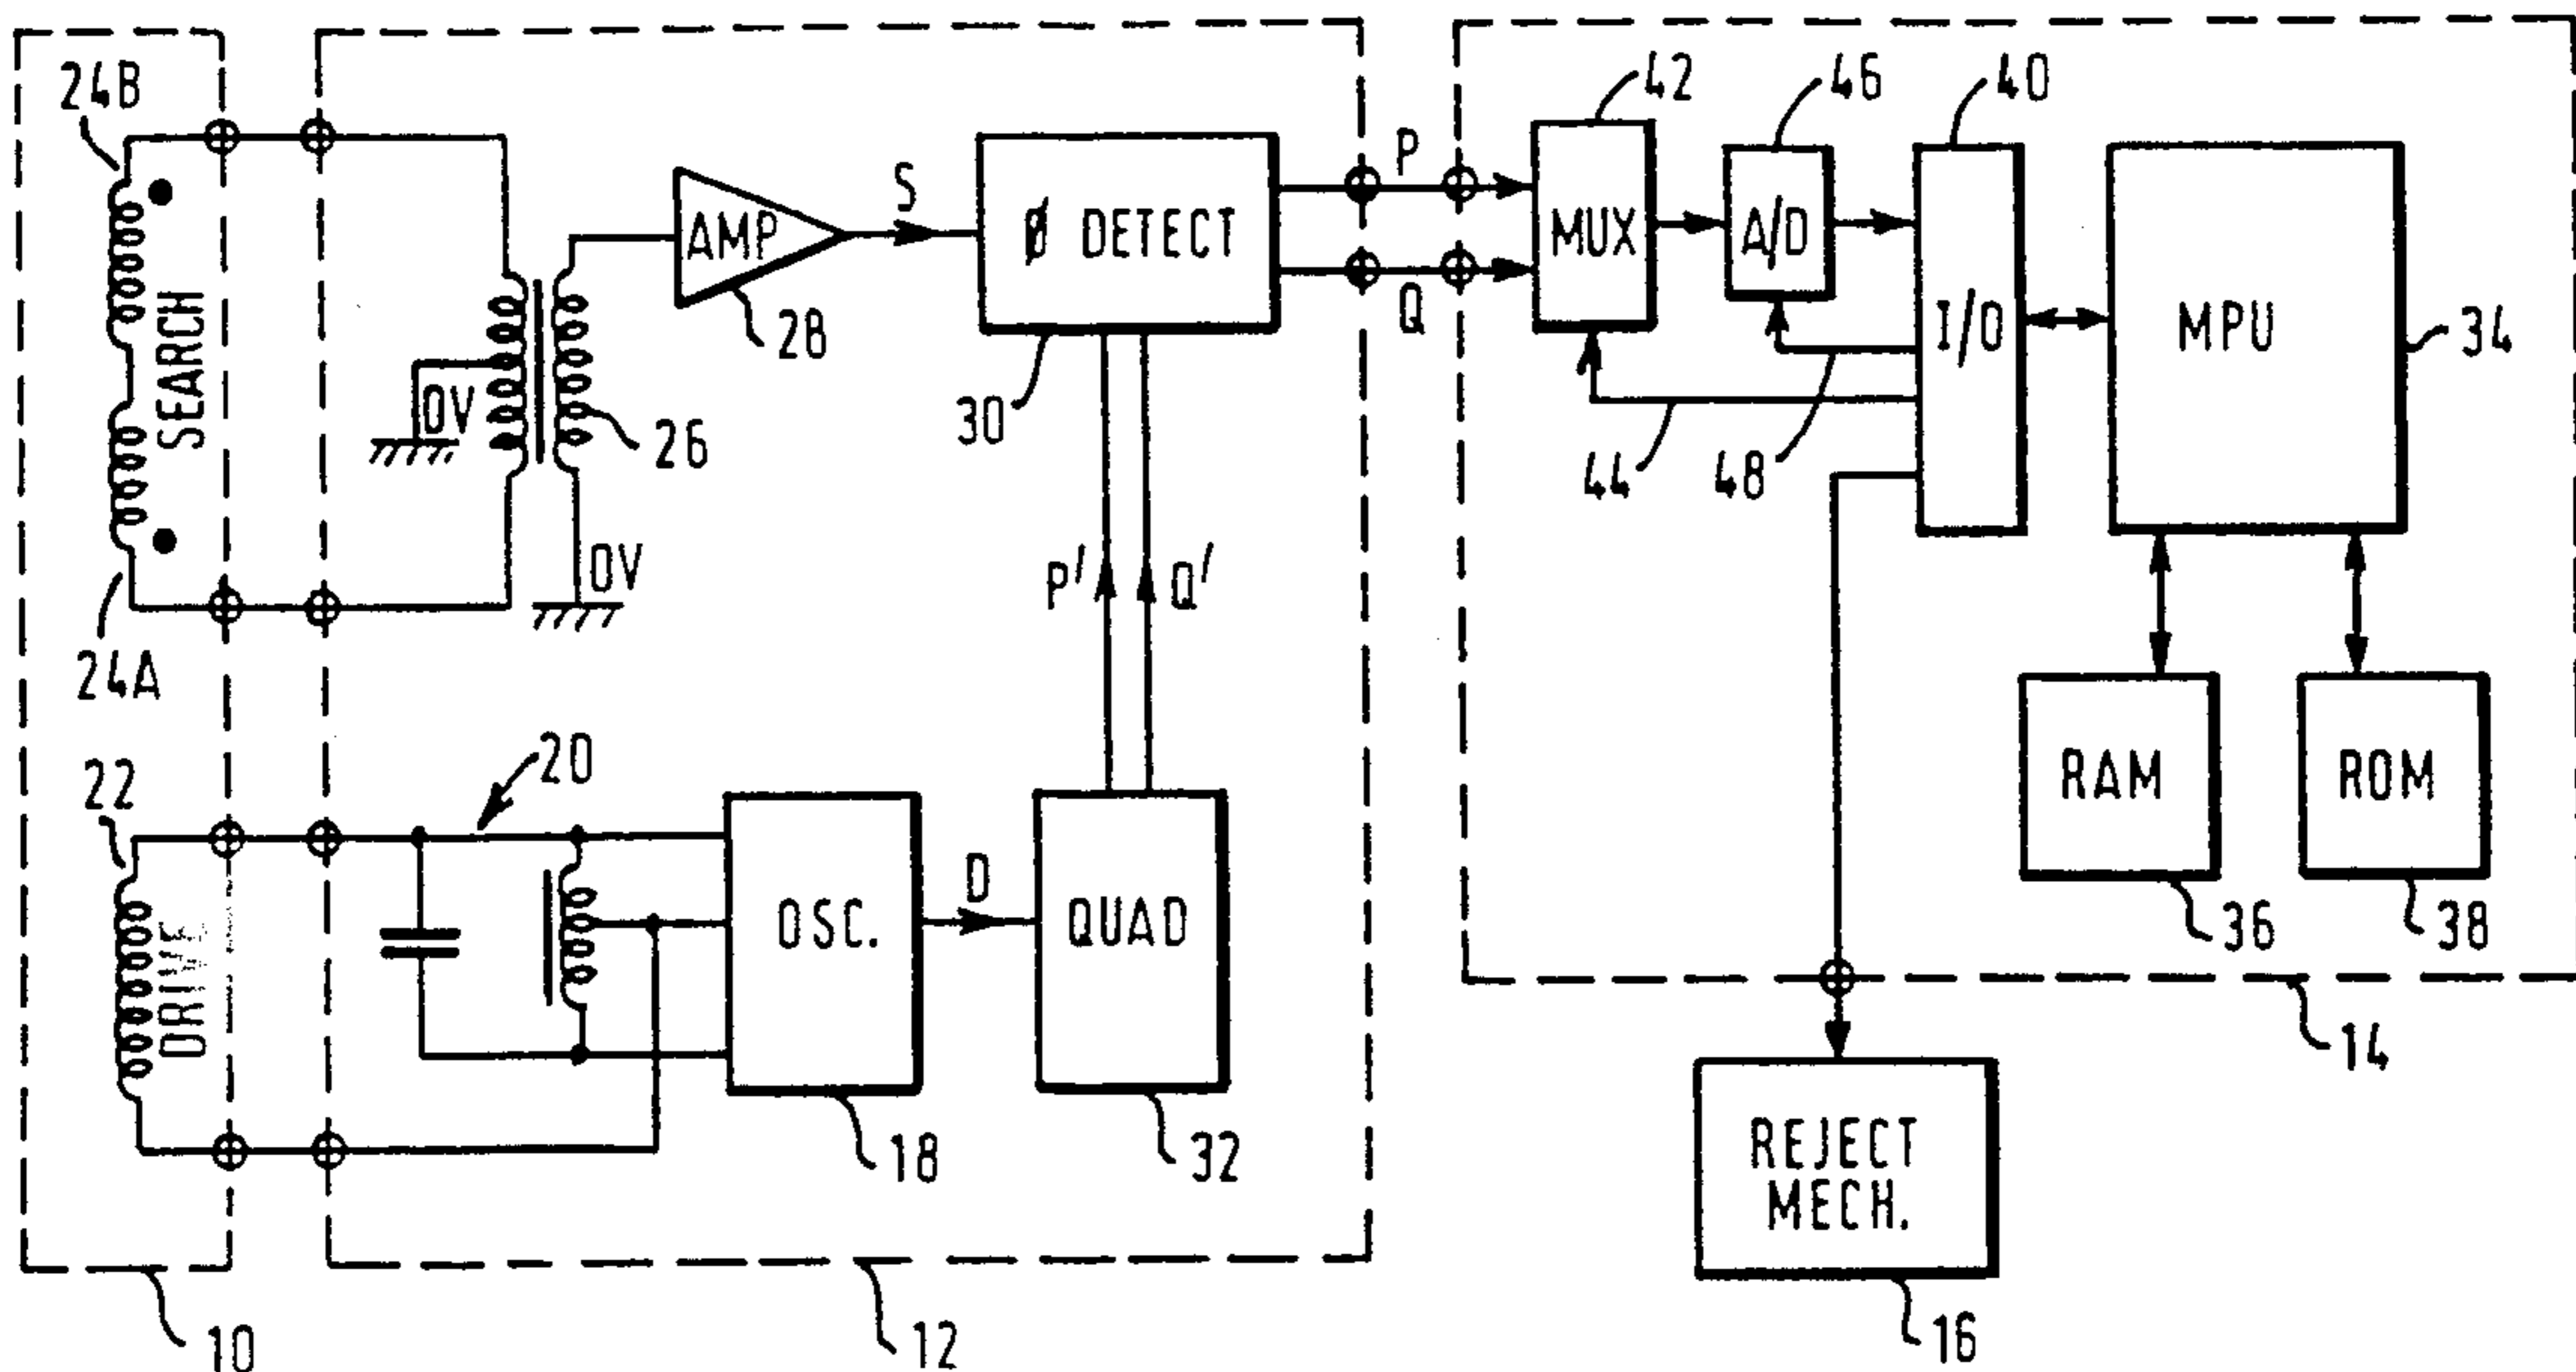 24B
SEARCH
24A
22
DRIVE
10
0V
26
0V
AMP
28
S
Ø DETECT
30
P'
Q'
20
OSC.
18
D
QUAD
32
12
P
Q
42
MUX
46
A/D
40
I/O
MPU
34
44
48
RAM
36
ROM
38
14
REJECT
MECH.
16